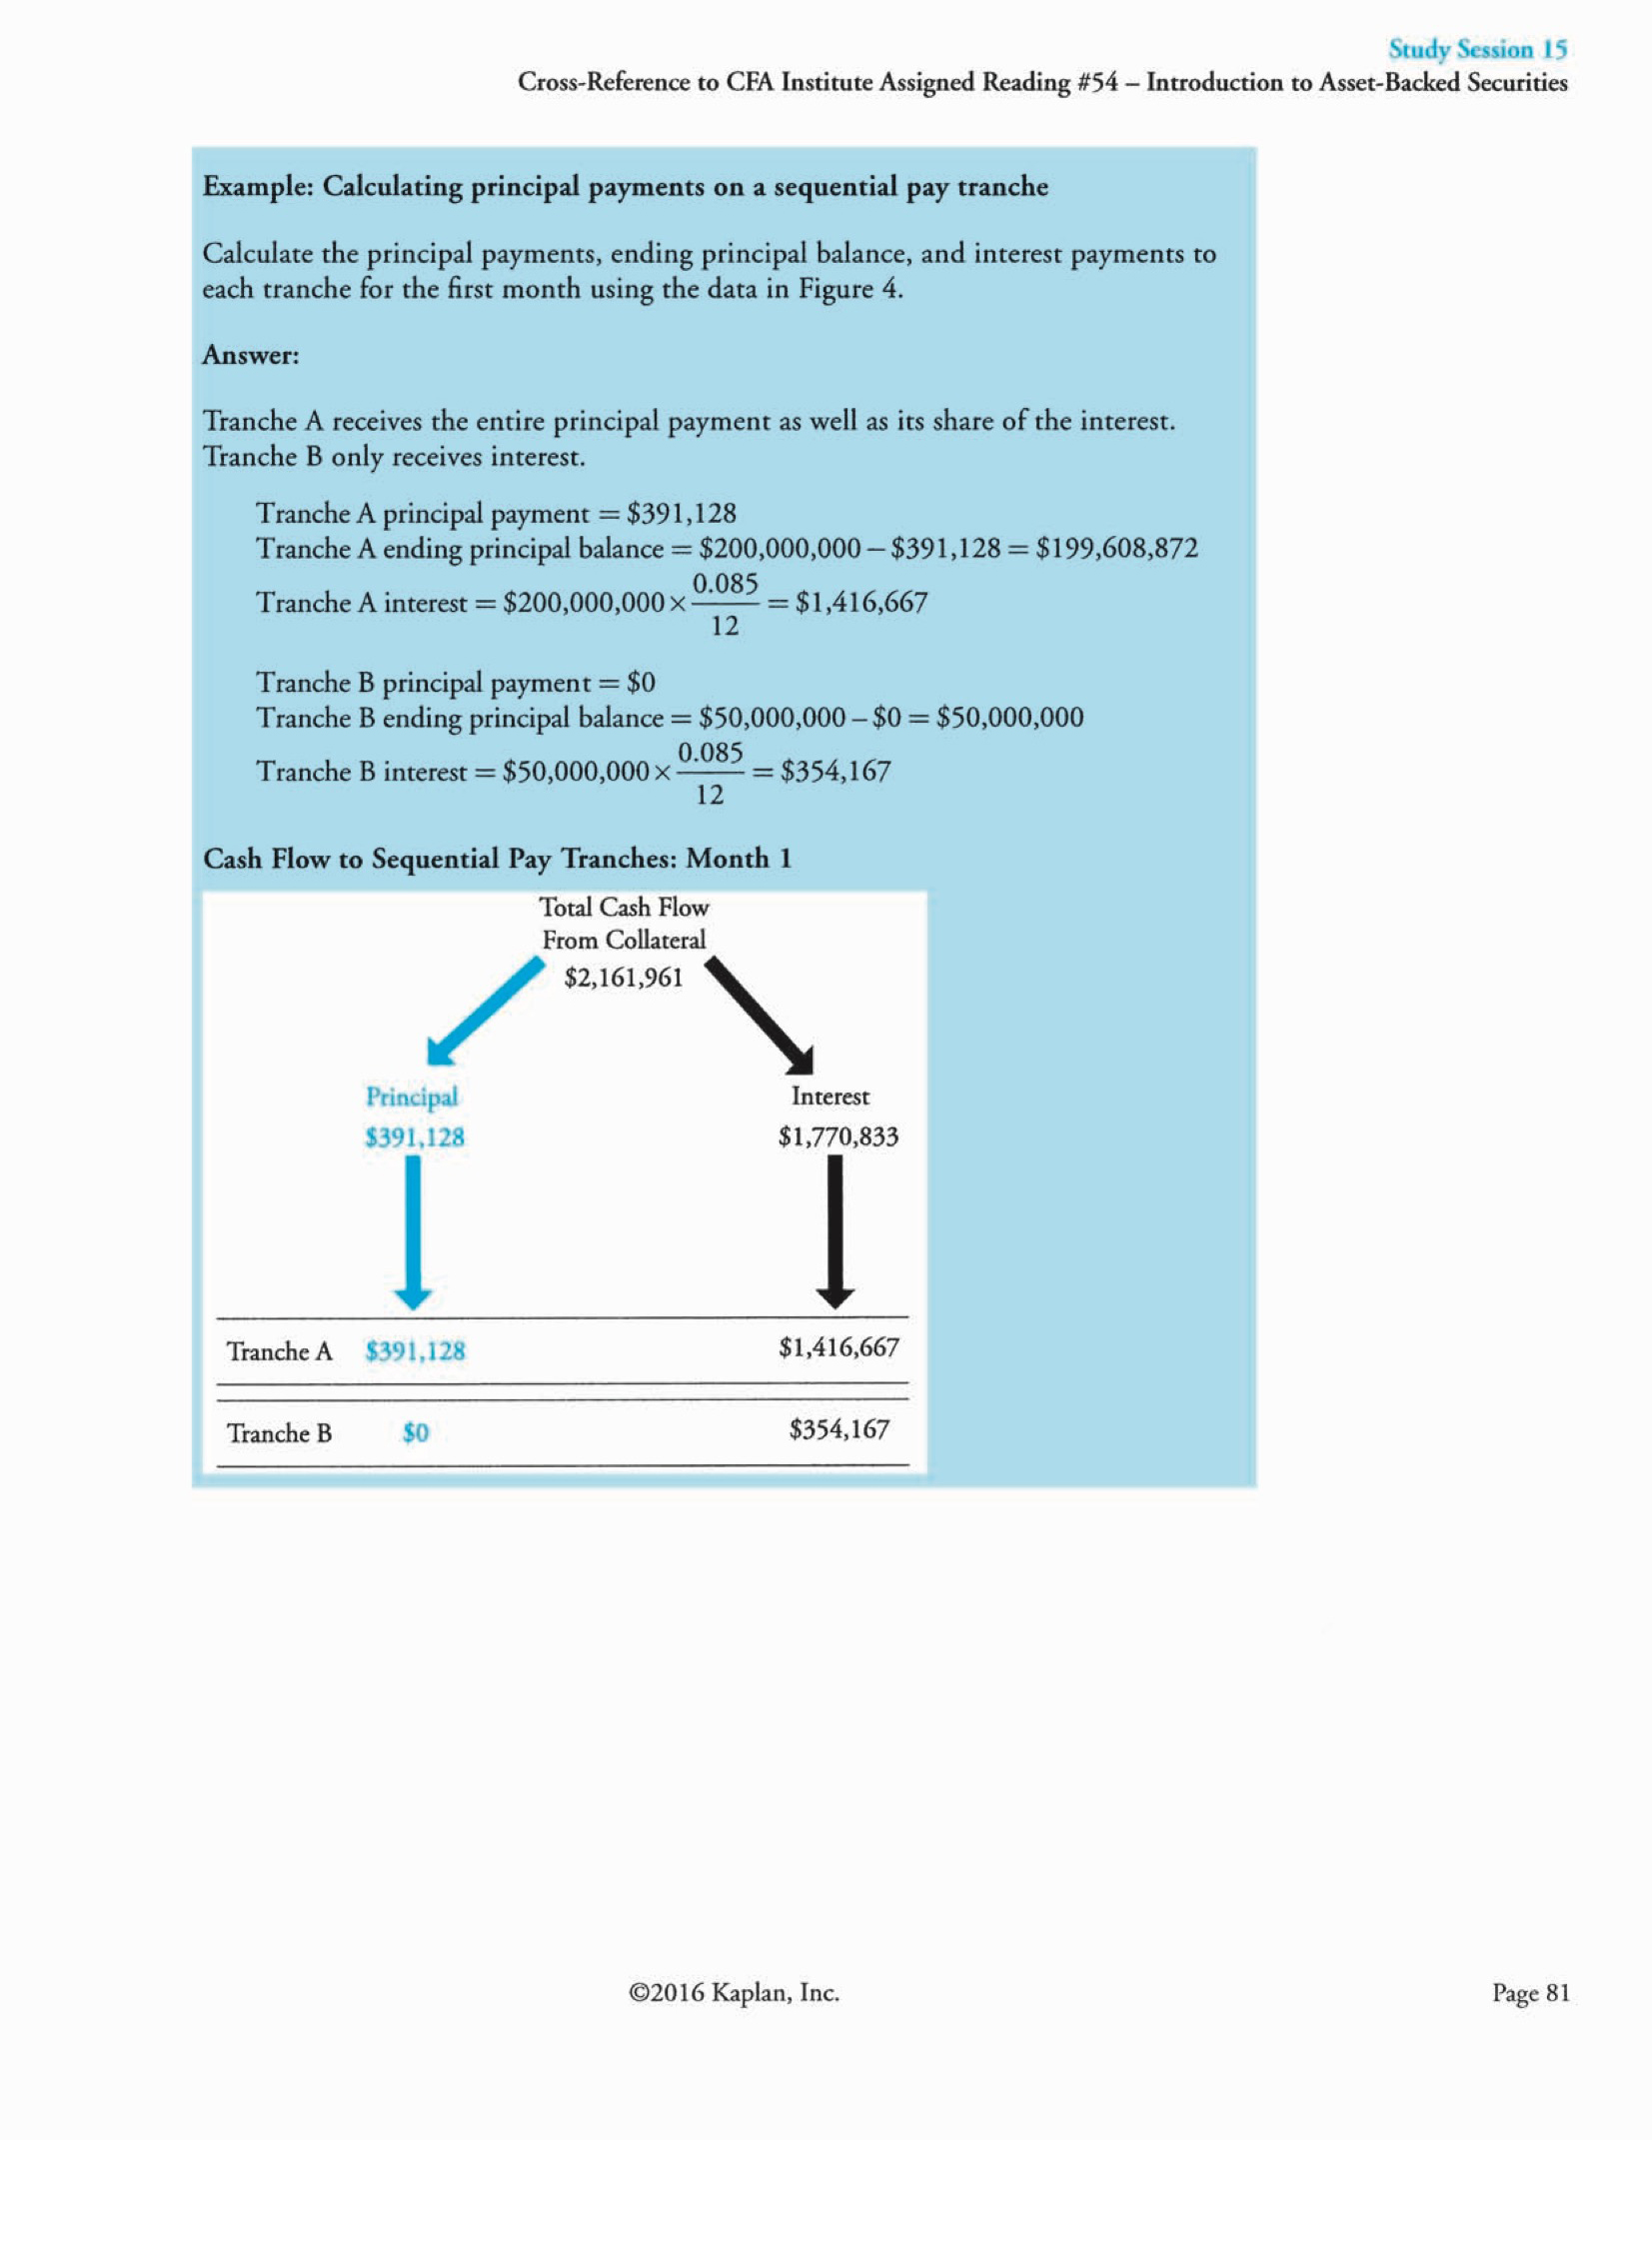 Study Session 15
Cross-Reference to CFA Institute Assigned Reading #54 – Introduction to Asset-Backed Securities
Example: Calculating principal payments on a sequential pay tranche
Calculate the principal payments, ending principal balance, and interest payments to
each tranche for the first month using the data in Figure 4.
Answer:
Tranche A receives the entire principal payment as well as its share of the interest.
Tranche B only receives interest.
Tranche A principal payment = $391,128
Tranche A ending principal balance = $200,000,000 – $391,128 = $199,608,872
Tranche A interest = $200,000,000 × 0.085 / 12 = $1,416,667
Tranche B principal payment = $0
Tranche B ending principal balance = $50,000,000 – $0 = $50,000,000
Tranche B interest = $50,000,000 × 0.085 / 12 = $354,167
Cash Flow to Sequential Pay Tranches: Month 1
Total Cash Flow
From Collateral
$2,161,961
Principal Interest
$391,128 $1,770,833
Tranche A $391,128 $1,416,667
Tranche B $0 $354,167
©2016 Kaplan, Inc. Page 81